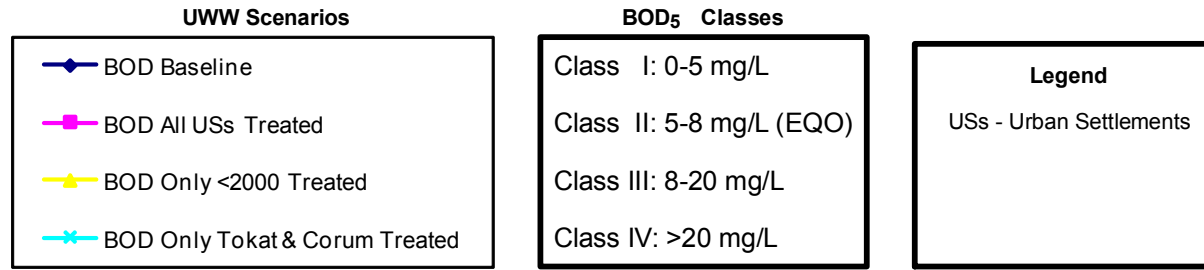 UWW Scenarios
BOD Baseline
BOD All USs Treated
BOD Only <2000 Treated
BOD Only Tokat & Corum Treated
BOD5 Classes
Class I: 0-5 mg/L
Class II: 5-8 mg/L (EQO)
Class III: 8-20 mg/L
Class IV: >20 mg/L
Legend
USs - Urban Settlements